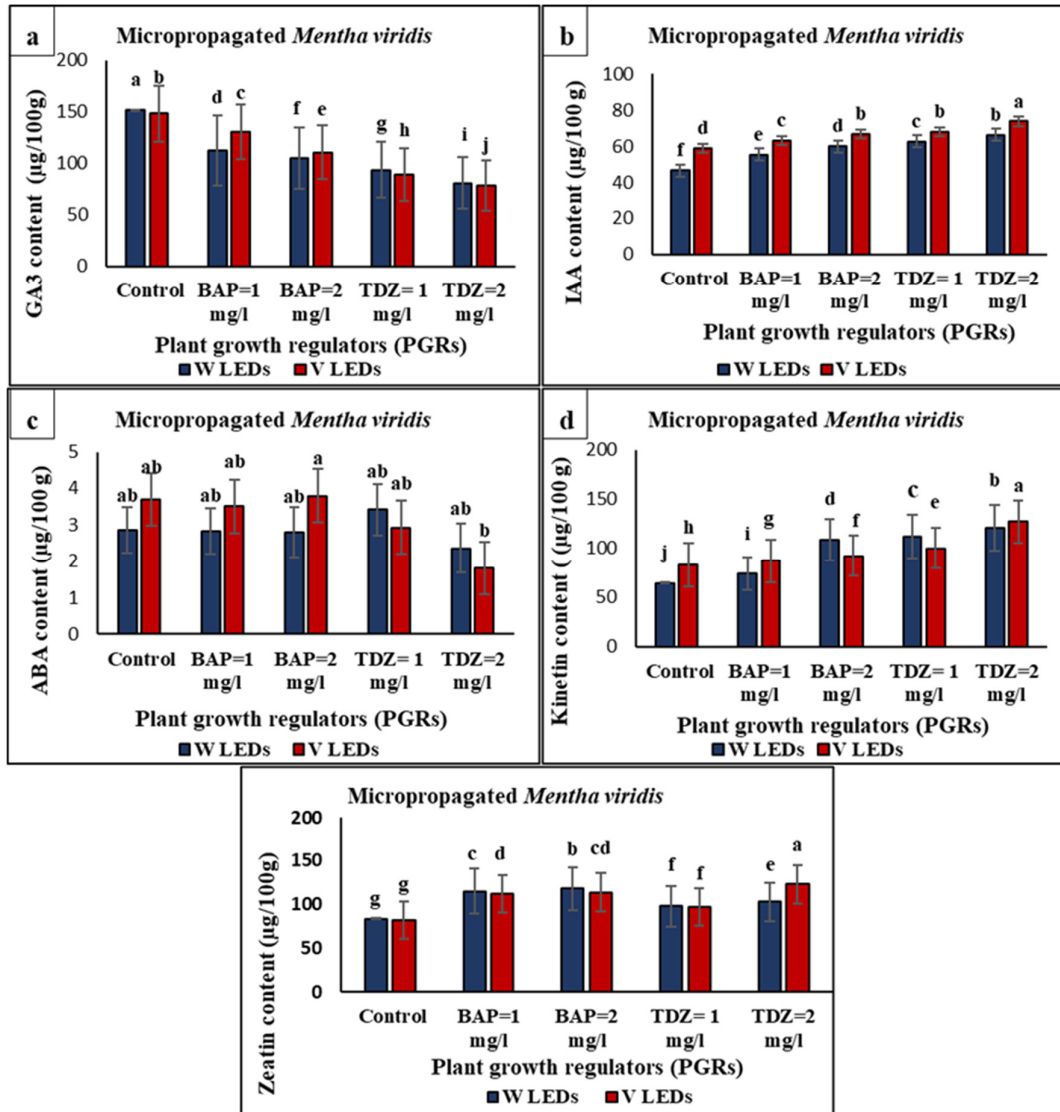 a
Micropropagated Mentha viridis
GA3 content (µg/100g)
200
150
100
50
0
a b d c f e g h i j
Control BAP=1 mg/l BAP=2 mg/l TDZ= 1 mg/l TDZ=2 mg/l
Plant growth regulators (PGRs)
W LEDs V LEDs
b
Micropropagated Mentha viridis
IAA content (µg/100g)
100
80
60
40
20
0
f d e c d b c b b a
Control BAP=1 mg/l BAP=2 mg/l TDZ= 1 mg/l TDZ=2 mg/l
Plant growth regulators (PGRs)
W LEDs V LEDs
c
Micropropagated Mentha viridis
ABA content (µg/100g)
5
4
3
2
1
0
ab ab ab ab ab a ab ab ab b
Control BAP=1 mg/l BAP=2 mg/l TDZ= 1 mg/l TDZ=2 mg/l
Plant growth regulators (PGRs)
W LEDs V LEDs
d
Micropropagated Mentha viridis
Kinetin content ( (µg/100 g)
200
150
100
50
0
j h i g d f c e b a
Control BAP=1 mg/l BAP=2 mg/l TDZ= 1 mg/l TDZ=2 mg/l
Plant growth regulators (PGRs)
W LEDs V LEDs
Micropropagated Mentha viridis
Zeatin content (µg/100g)
200
150
100
50
0
g g c d b cd f f e a
Control BAP=1 mg/l BAP=2 mg/l TDZ= 1 mg/l TDZ=2 mg/l
Plant growth regulators (PGRs)
W LEDs V LEDs